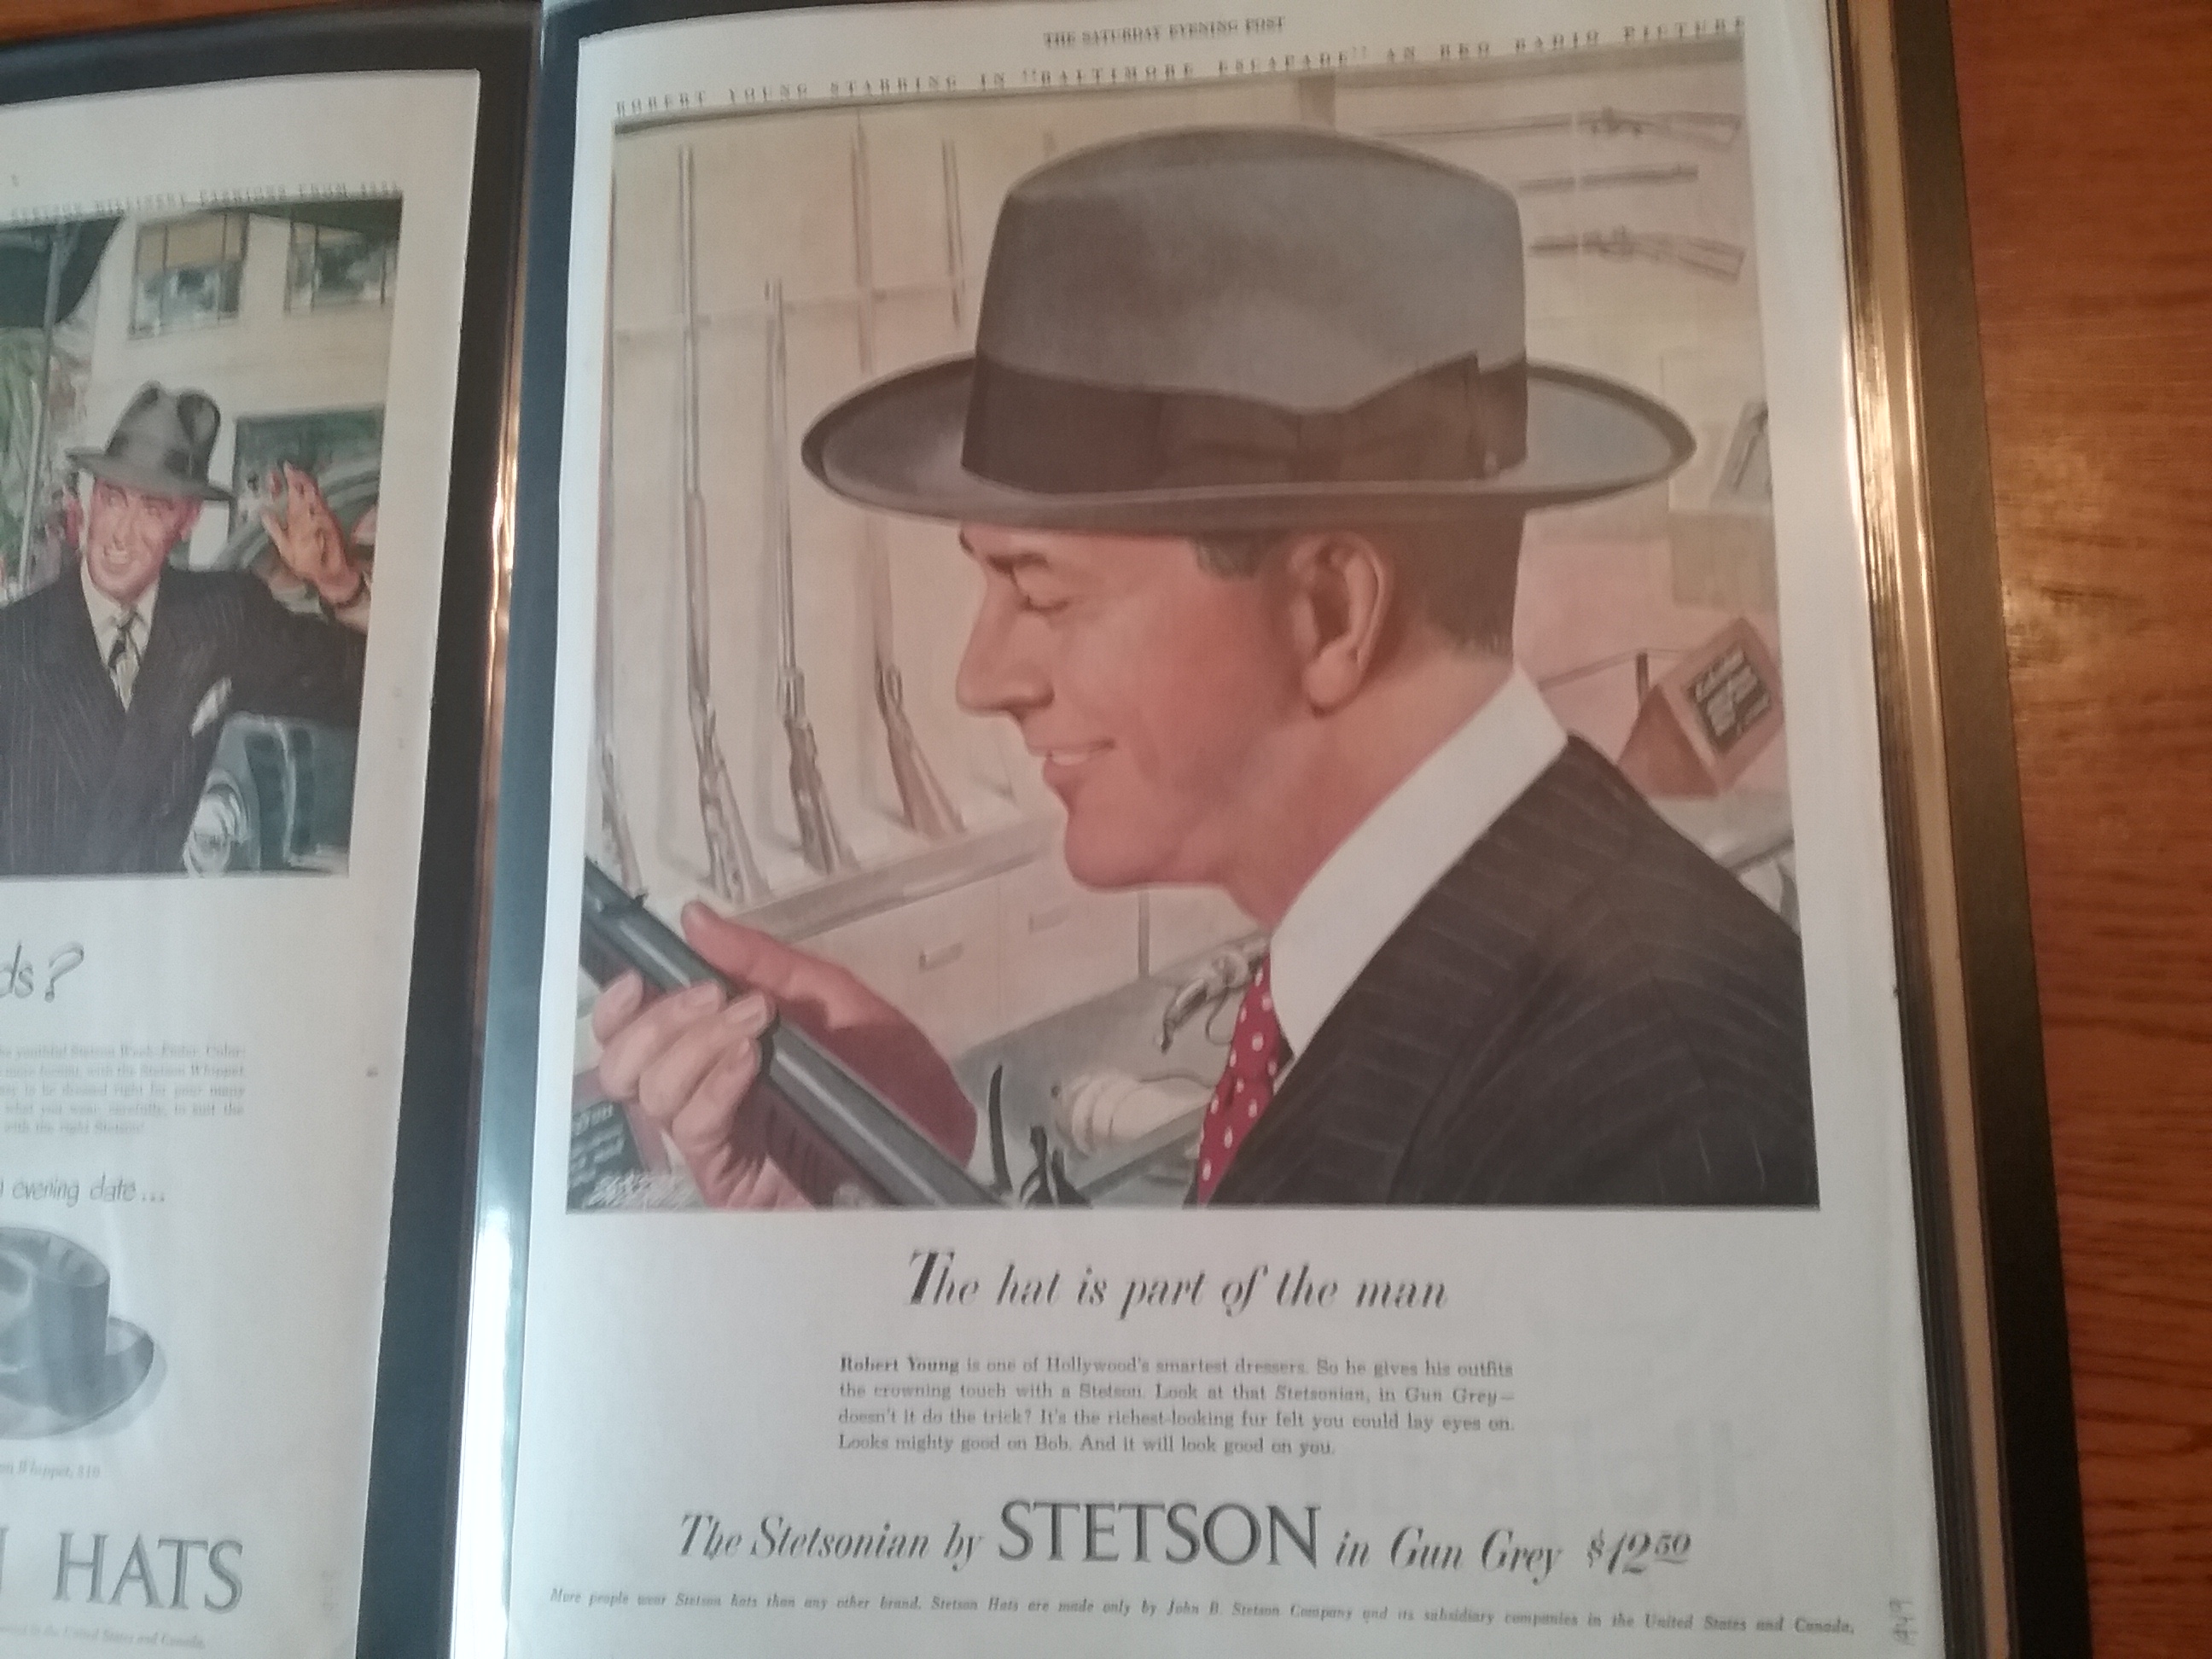 ds?
evening date...
HATS
THE SATURDAY EVENING POST
ROBERT YOUNG STARRING IN "BALTIMORE ESCAPADE" AN RKO RADIO PICTURE
The hat is part of the man
Robert Young is one of Hollywood's smartest dressers. So he gives his outfits
the crowning touch with a Stetson. Look at that Stetsonian, in Gun Grey—
doesn't it do the trick? It's the richest-looking fur felt you could lay eyes on.
Looks mighty good on Bob. And it will look good on you.
The Stetsonian by STETSON in Gun Grey $12.50
More people wear Stetson hats than any other brand. Stetson Hats are made only by John B. Stetson Company and its subsidiary companies in the United States and Canada.